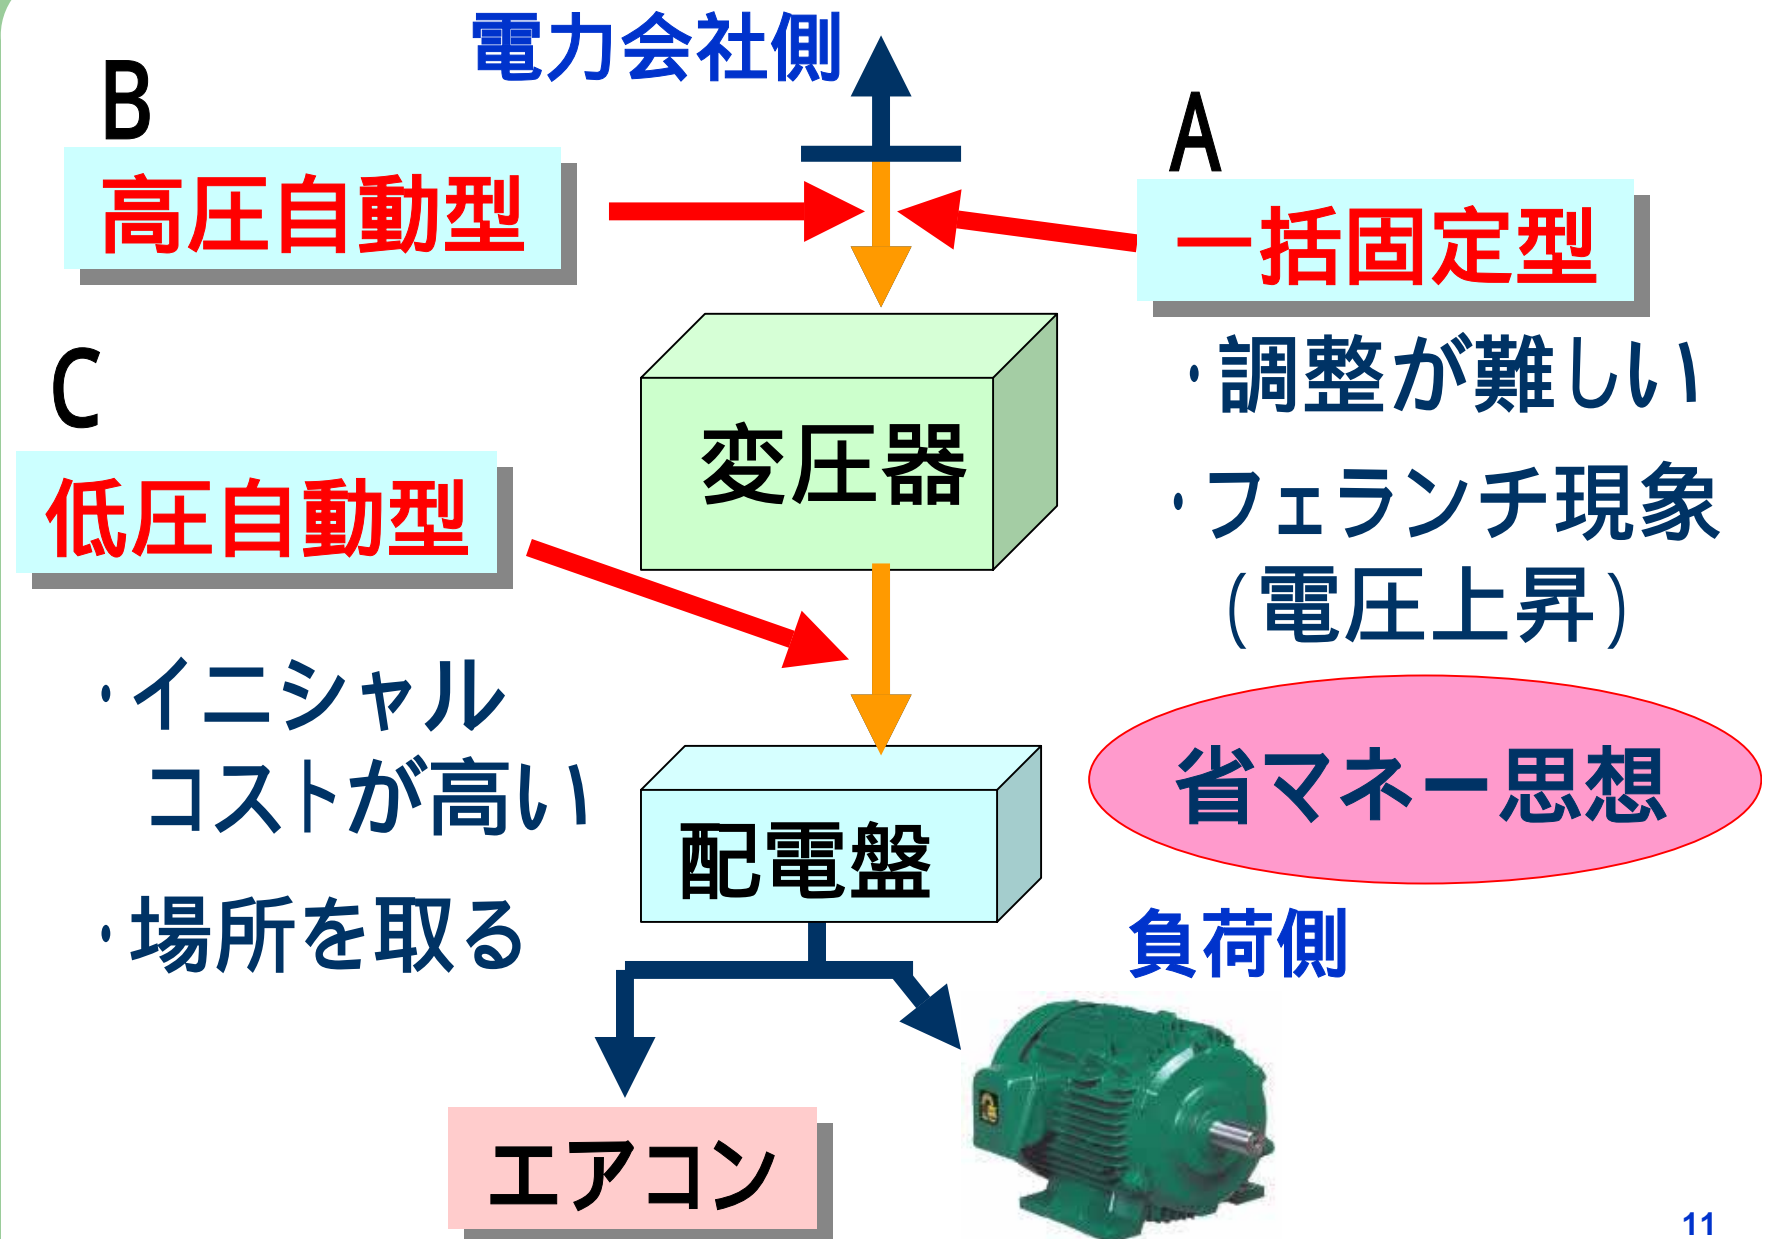 電力会社側
B
高圧自動型
A
一括固定型
・調整が難しい
・フェランチ現象
(電圧上昇)
C
低圧自動型
変圧器
・イニシャル
コストが高い
・場所を取る
省マネー思想
配電盤
負荷側
エアコン
11